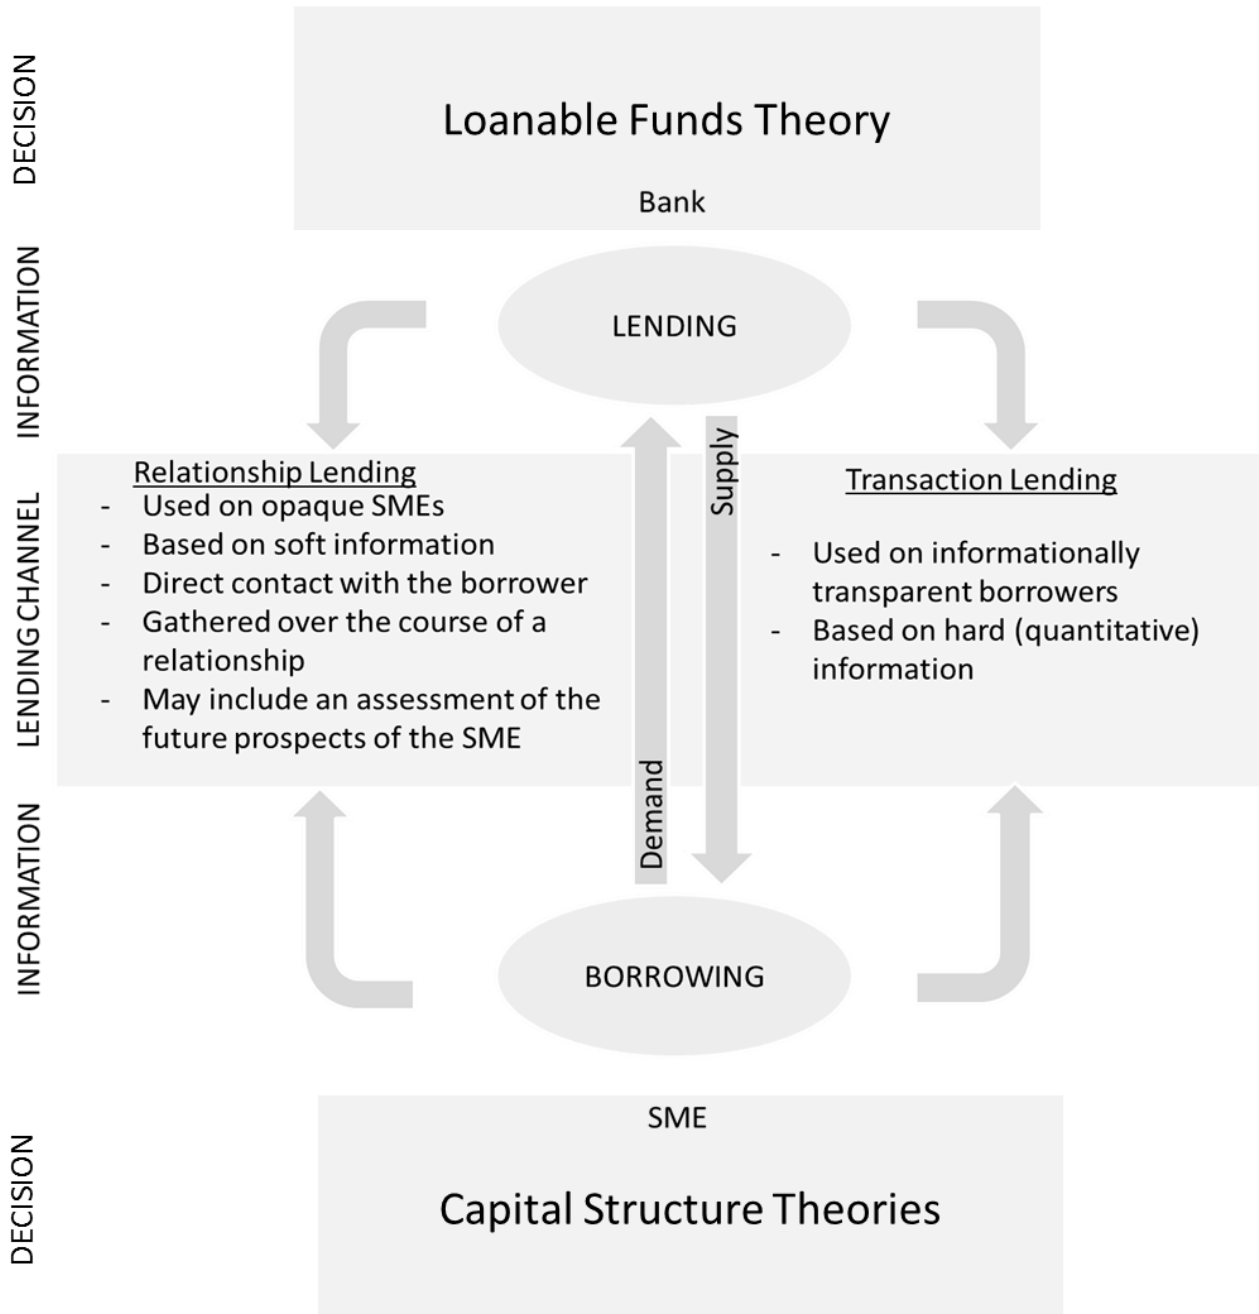 DECISION
Loanable Funds Theory
Bank
INFORMATION
LENDING
LENDING CHANNEL
Relationship Lending
- Used on opaque SMEs
- Based on soft information
- Direct contact with the borrower
- Gathered over the course of a
relationship
- May include an assessment of the
future prospects of the SME
Supply
Demand
Transaction Lending
- Used on informationally
transparent borrowers
- Based on hard (quantitative)
information
INFORMATION
BORROWING
DECISION
SME
Capital Structure Theories